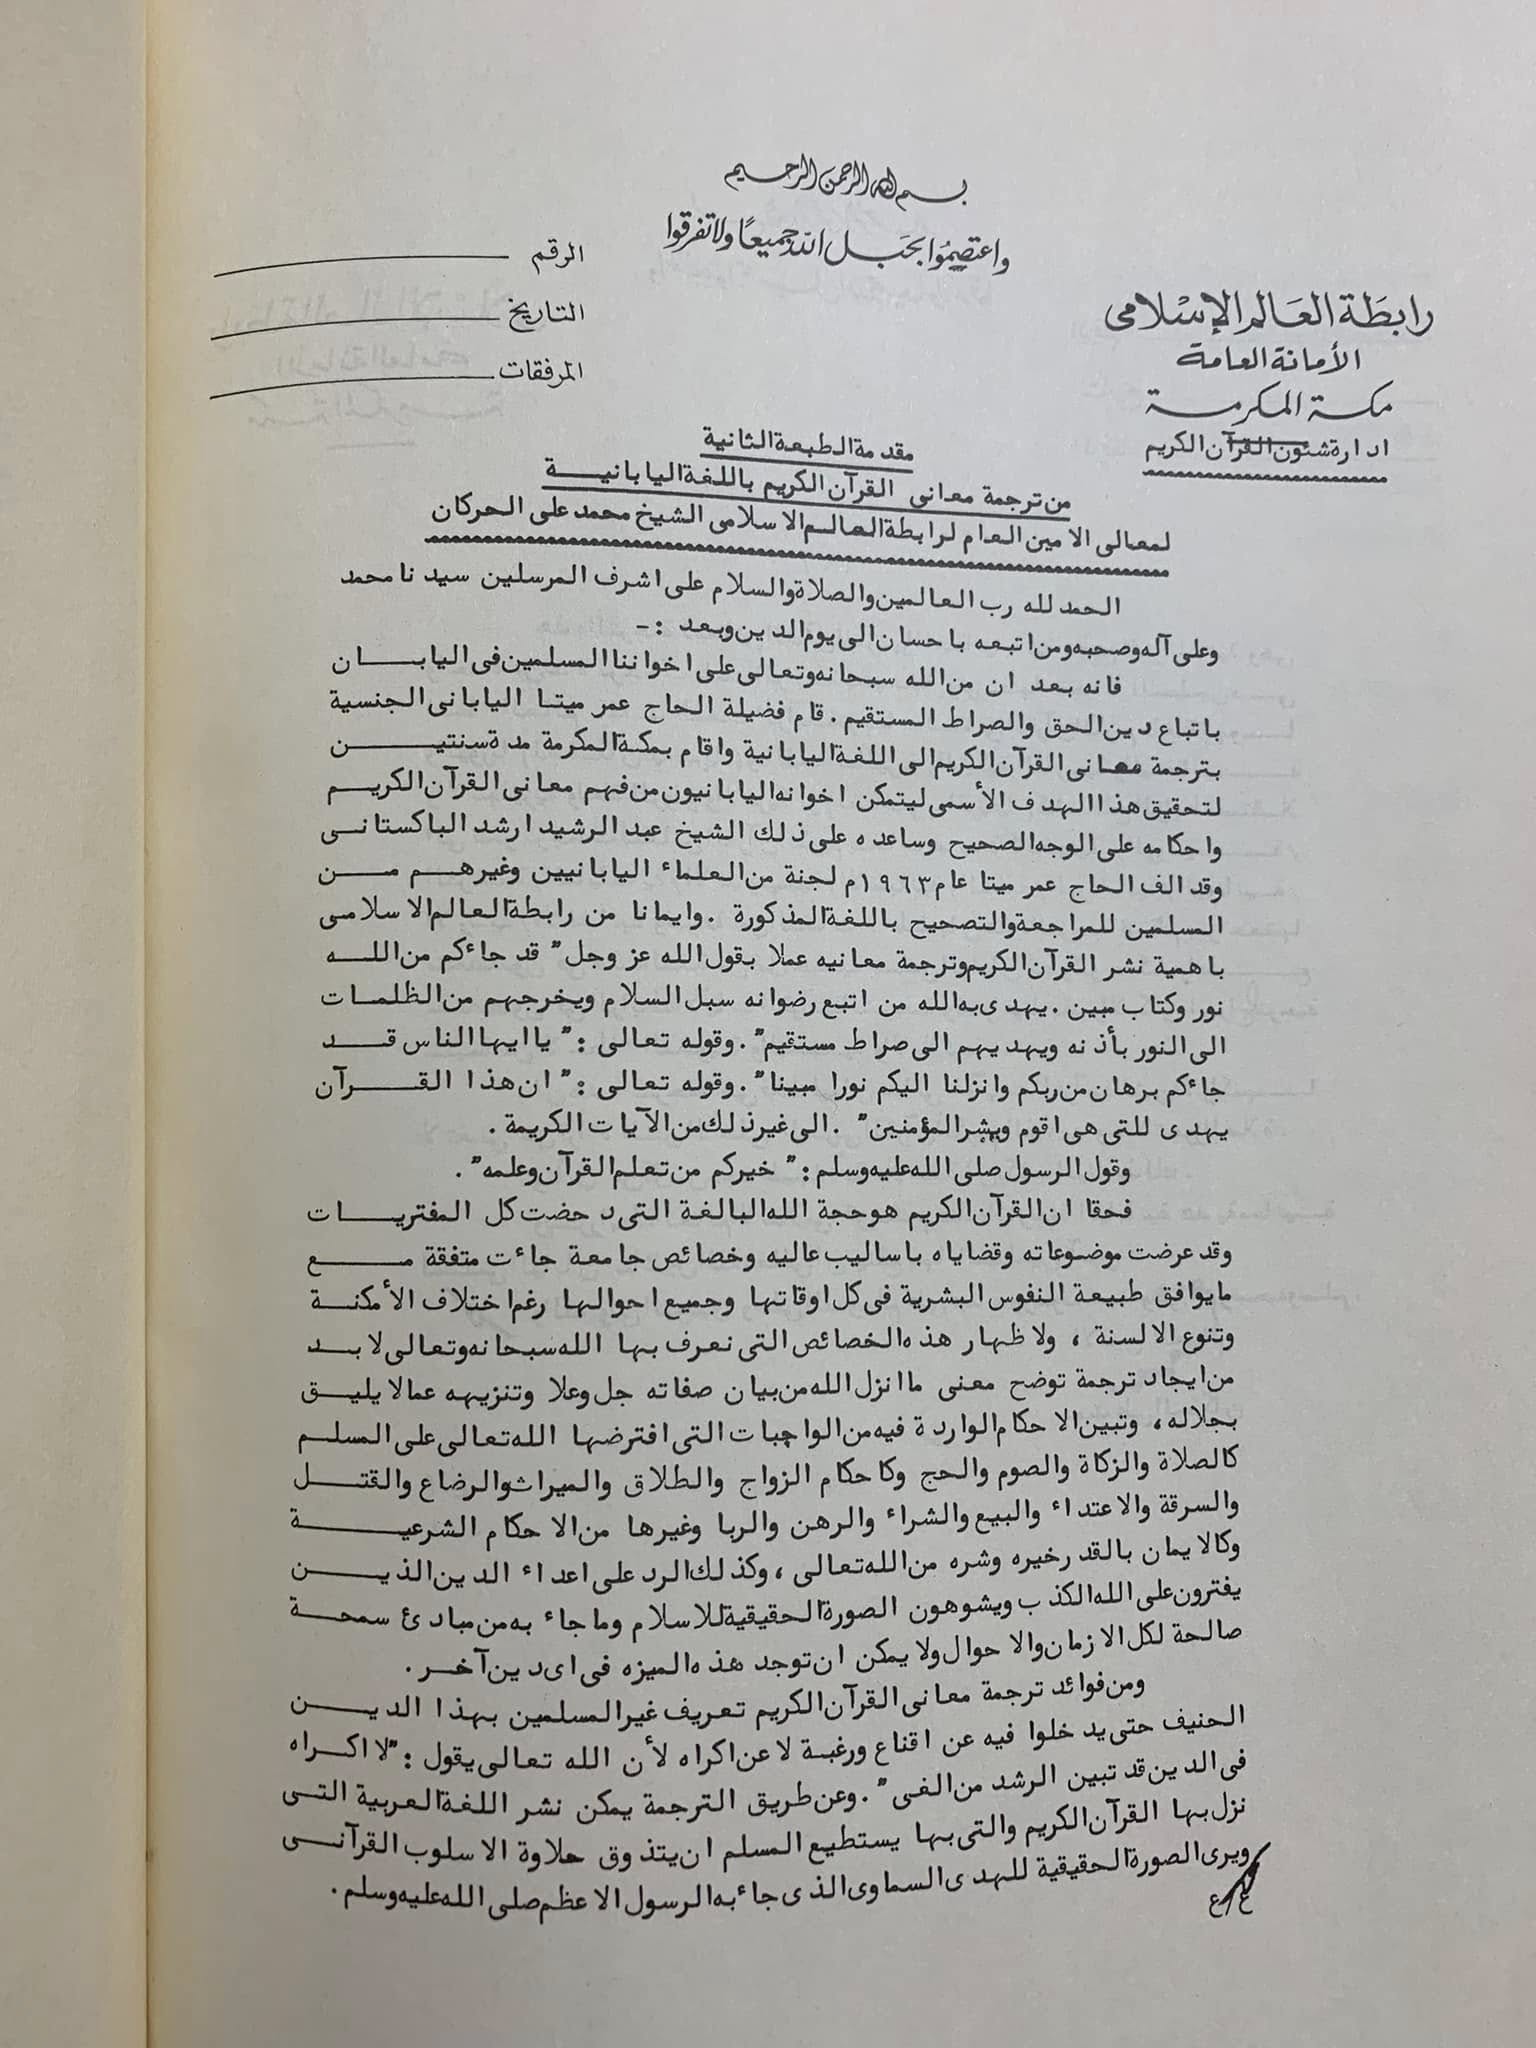 بسم الله الرحمن الرحيم
واعتصموا بحبل الله جميعًا ولا تفرقوا
رابطة العالم الإسلامى
الأمانة العامة
مكة المكرمة
ادارة شئون القرآن الكريم
الرقم
التاريخ
المرفقات
مقدمة الطبعة الثانية
من ترجمة معانى القرآن الكريم باللغة اليابانية
لمعالى الامين العام لرابطة العالم الاسلامى الشيخ محمد على الحركان
الحمد لله رب العالمين والصلاة والسلام على اشرف المرسلين سيدنا محمد
وعلى آله وصحبه ومن اتبعه باحسان الى يوم الدين وبعد :-
فانه بعد ان من الله سبحانه وتعالى على اخواننا المسلمين فى اليابان
باتباع دين الحق والصراط المستقيم . قام فضيلة الحاج عمر ميتا اليابانى الجنسية
بترجمة معانى القرآن الكريم الى اللغة اليابانية واقام بمكة المكرمة مدة سنتين
لتحقيق هذا الهدف الأسمى ليتمكن اخوانه اليابانيون من فهم معانى القرآن الكريم
واحكامه على الوجه الصحيح وساعده على ذلك الشيخ عبد الرشيد ارشد الباكستانى
وقد الف الحاج عمر ميتا عام ١٩٦٣م لجنة من العلماء اليابانيين وغيرهم من
المسلمين للمراجعة والتصحيح باللغة المذكورة . وايمانا من رابطة العالم الاسلامى
باهمية نشر القرآن الكريم وترجمة معانيه عملا بقول الله عز وجل " قد جاءكم من الله
نور وكتاب مبين . يهدى به الله من اتبع رضوانه سبل السلام ويخرجهم من الظلمات
الى النور بأذنه ويهديهم الى صراط مستقيم" . وقوله تعالى : " يا ايها الناس قد
جاءكم برهان من ربكم وانزلنا اليكم نورا مبينا" . وقوله تعالى : " ان هذا القرآن
يهدى للتى هى اقوم ويبشر المؤمنين" . الى غير ذلك من الآيات الكريمة .
وقول الرسول صلى الله عليه وسلم : " خيركم من تعلم القرآن وعلمه" .
فحقا ان القرآن الكريم هو حجة الله البالغة التى دحضت كل المفتريات
وقد عرضت موضوعاته وقضاياه باساليب عاليه وخصائص جامعة جاءت متفقة مع
مايوافق طبيعة النفوس البشرية فى كل اوقاتها وجميع احوالها رغم اختلاف الأمكنة
وتنوع الالسنة ، ولاظهار هذه الخصائص التى نعرف بها الله سبحانه وتعالى لابد
من ايجاد ترجمة توضح معنى ما انزل الله من بيان صفاته جل وعلا وتنزيهه عما لا يليق
بجلاله ، وتبين الاحكام الواردة فيه من الواجبات التى افترضها الله تعالى على المسلم
كالصلاة والزكاة والصوم والحج وكاحكام الزواج والطلاق والميراث والرضاع والقتل
والسرقة والاعتداء والبيع والشراء والرهن والربا وغيرها من الاحكام الشرعية
وكالايمان بالقدر خيره وشره من الله تعالى ، وكذلك الرد على اعداء الدين الذين
يفترون على الله الكذب ويشوهون الصورة الحقيقية للاسلام وماجاء به من مبادئ سمحة
صالحة لكل الازمان والاحوال ولا يمكن ان توجد هذه الميزه فى اى دين آخر .
ومن فوائد ترجمة معانى القرآن الكريم تعريف غير المسلمين بهذا الدين
الحنيف حتى يدخلوا فيه عن اقناع ورغبة لا عن اكراه لأن الله تعالى يقول : "لا اكراه
فى الدين قد تبين الرشد من الغى" . وعن طريق الترجمة يمكن نشر اللغة العربية التى
نزل بها القرآن الكريم والتى بها يستطيع المسلم ان يتذوق حلاوة الاسلوب القرآنى
ويرى الصورة الحقيقية للهدى السماوى الذى جاء به الرسول الاعظم صلى الله عليه وسلم .
ع/ع